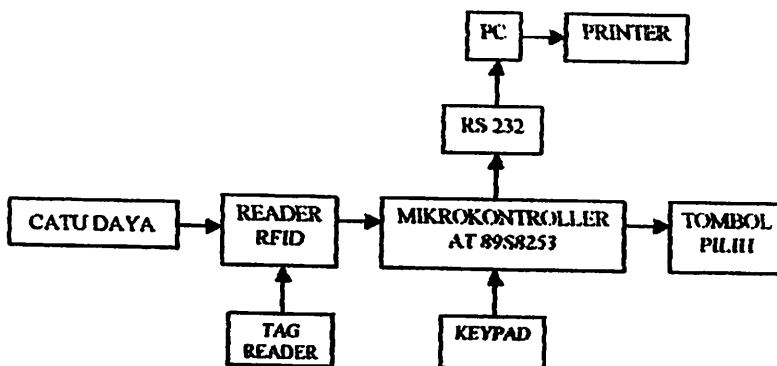 PC
PRINTER
RS 232
CATU DAYA
READER
RFID
MIKROKONTROLLER
AT 89S8253
TOMBOL
PILIH
TAG
READER
KEYPAD